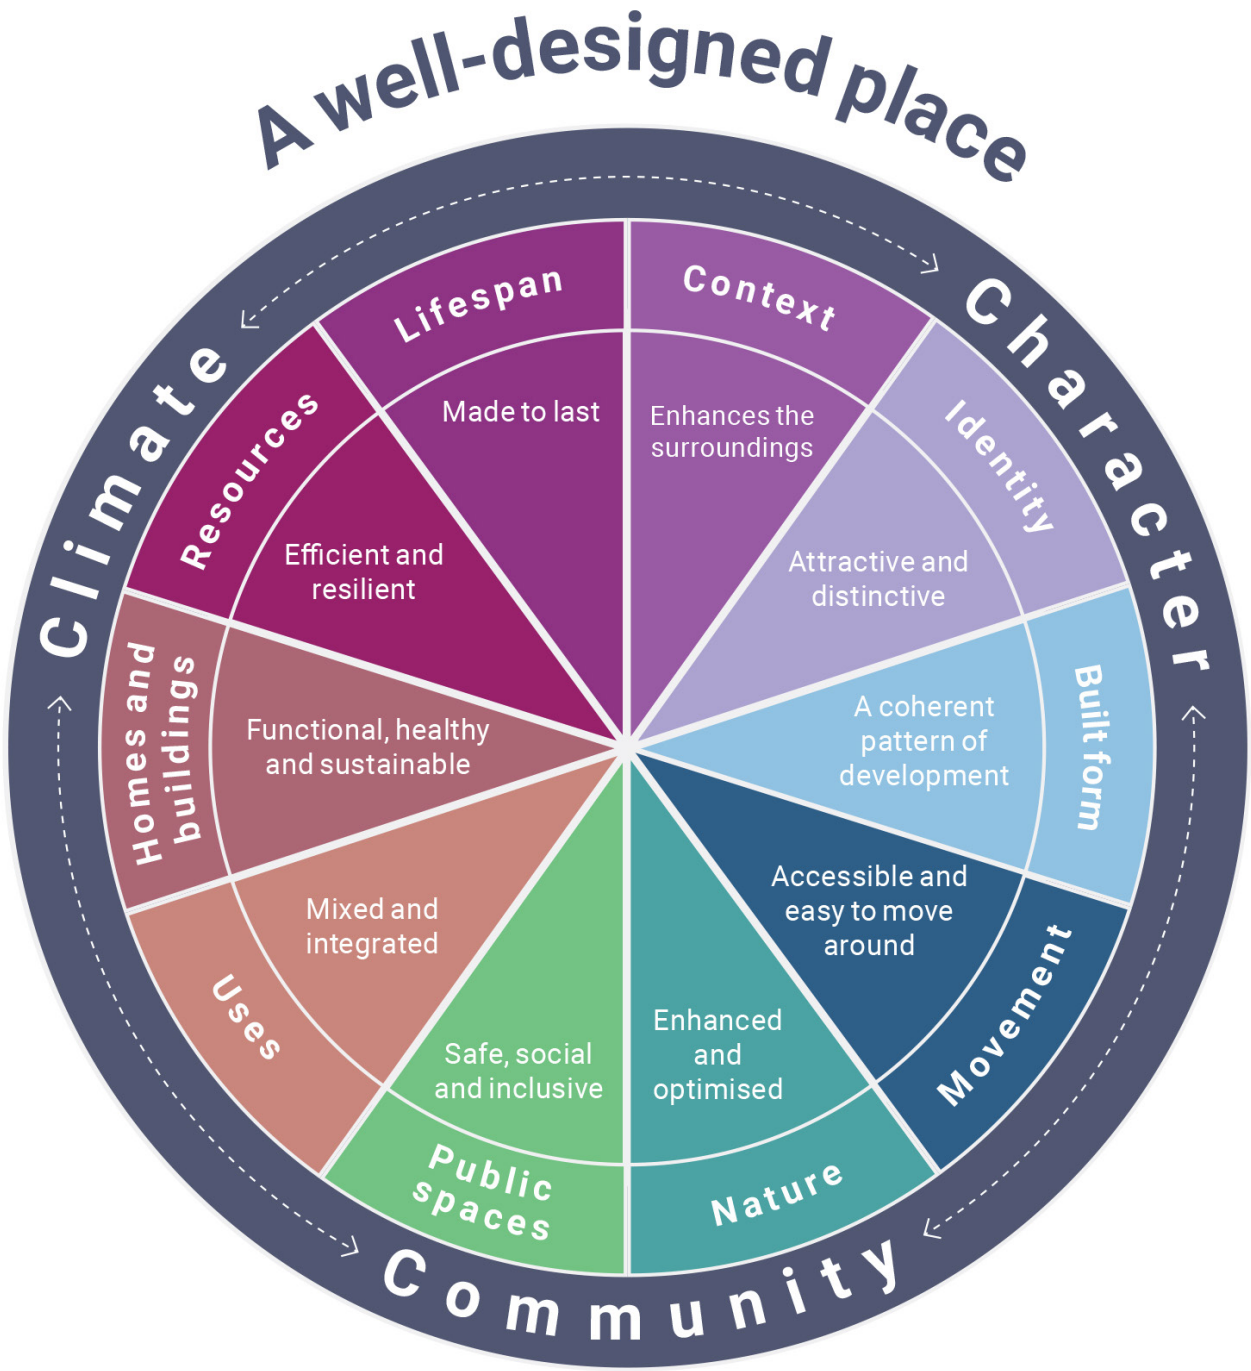 A well-designed place
Climate
Character
Community
Context
Enhances the
surroundings
Identity
Attractive and
distinctive
Built form
A coherent
pattern of
development
Movement
Accessible and
easy to move
around
Nature
Enhanced
and
optimised
Public
spaces
Safe, social
and inclusive
Uses
Mixed and
integrated
Homes and
buildings
Functional, healthy
and sustainable
Resources
Efficient and
resilient
Lifespan
Made to last